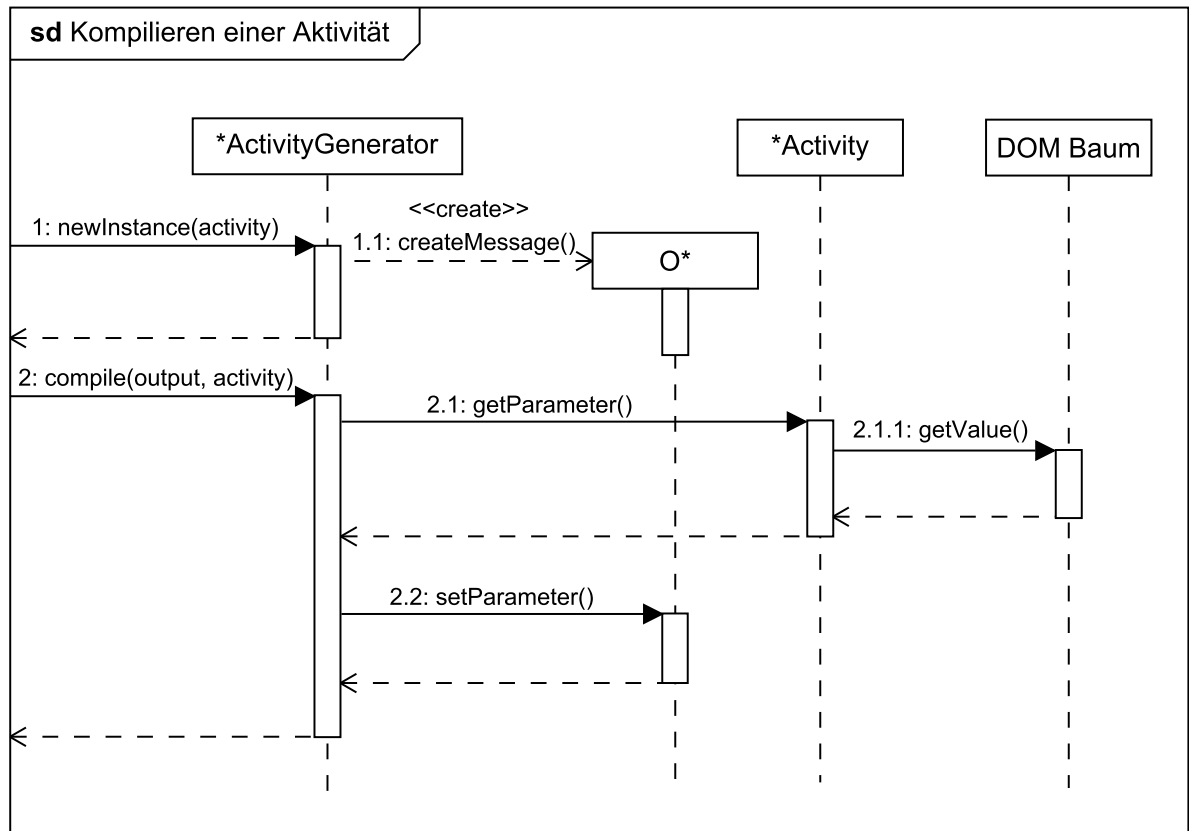 sd Kompilieren einer Aktivität
*ActivityGenerator
*Activity
DOM Baum
<<create>>
1: newInstance(activity)
1.1: createMessage()
O*
2: compile(output, activity)
2.1: getParameter()
2.1.1: getValue()
2.2: setParameter()